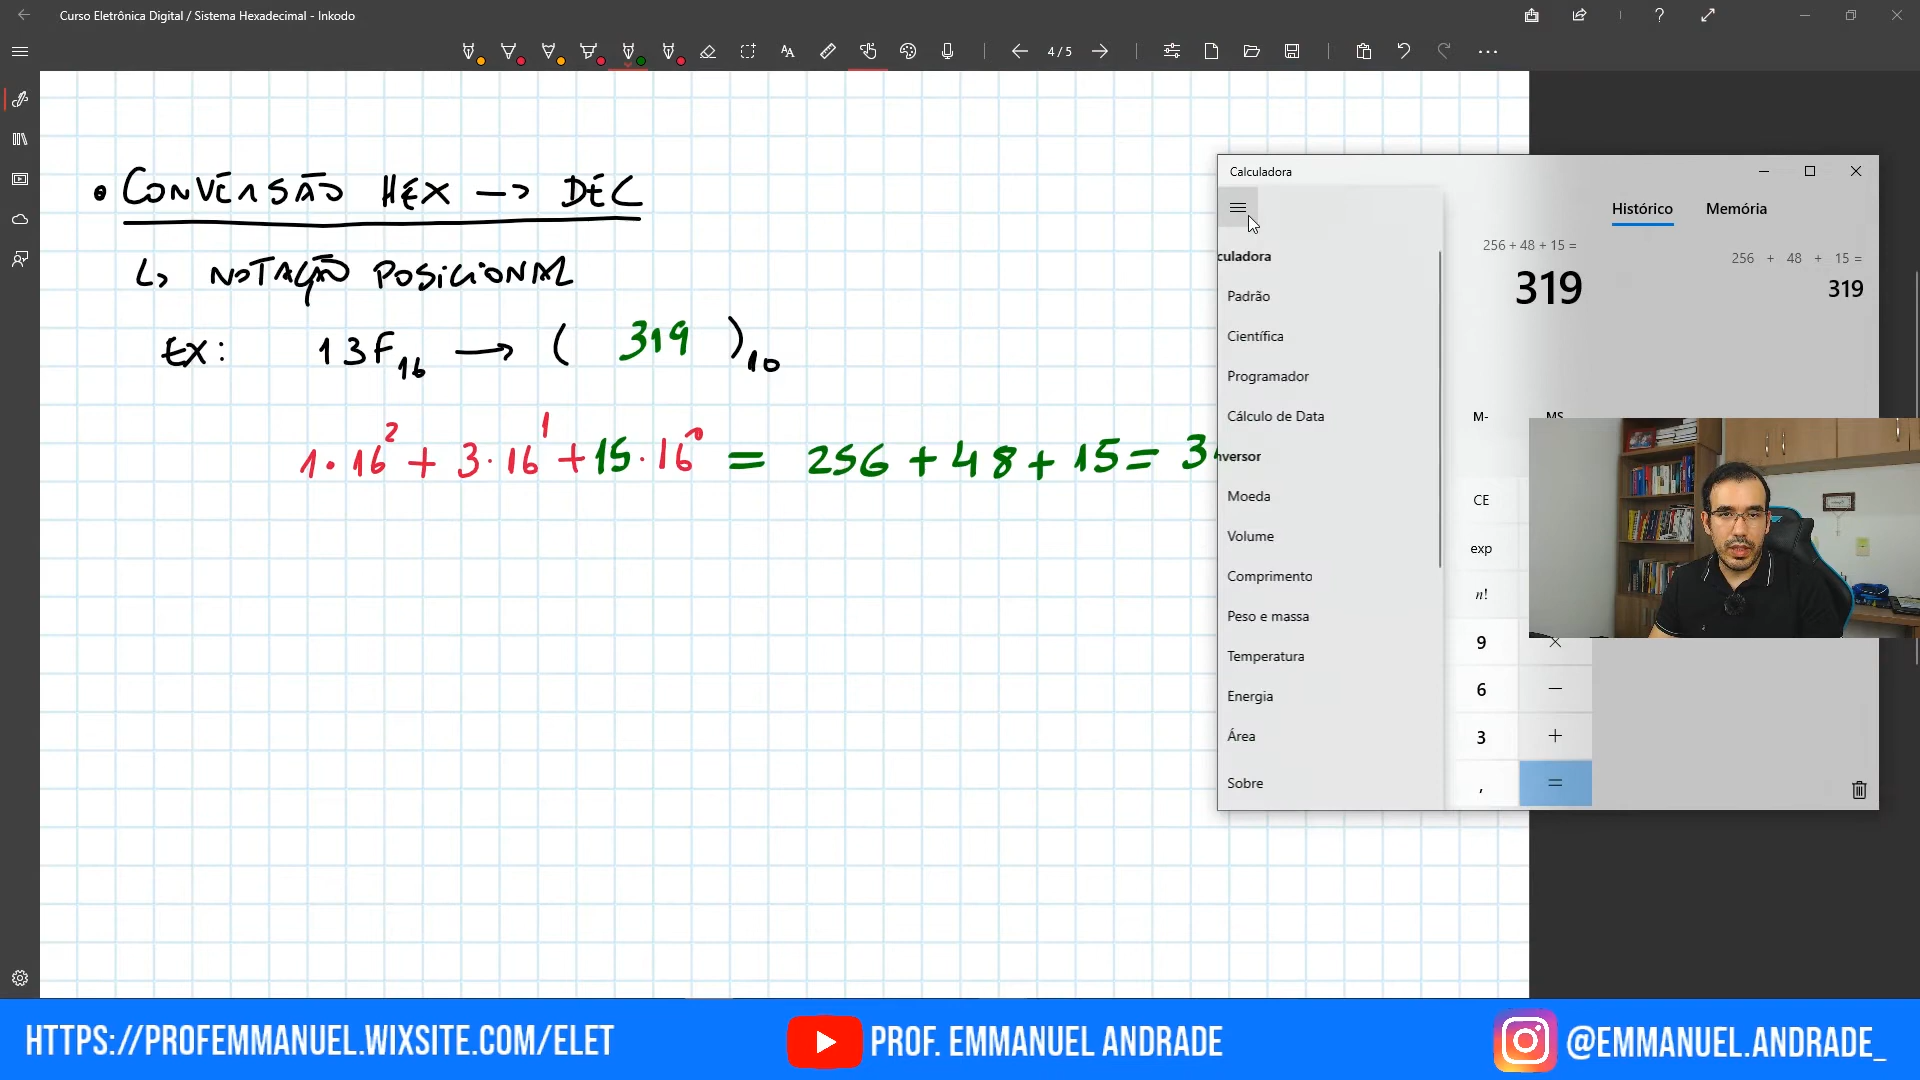 Curso Eletrônica Digital / Sistema Hexadecimal - Inkodo
4 / 5
• CONVERSÃO HEX → DEC
↳ NOTAÇÃO POSICIONAL
EX: 13F₁₆ → ( 319 )₁₀
1·16² + 3·16¹ + 15·16⁰ = 256 + 48 + 15 = 3
Calculadora
culadora
Padrão
Científica
Programador
Cálculo de Data
nversor
Moeda
Volume
Comprimento
Peso e massa
Temperatura
Energia
Área
Sobre
256 + 48 + 15 =
319
M- MS
CE
exp
n!
9 ×
6 −
3 +
, =
Histórico Memória
256 + 48 + 15 =
319
HTTPS://PROFEMMANUEL.WIXSITE.COM/ELET
PROF. EMMANUEL ANDRADE
@EMMANUEL.ANDRADE_